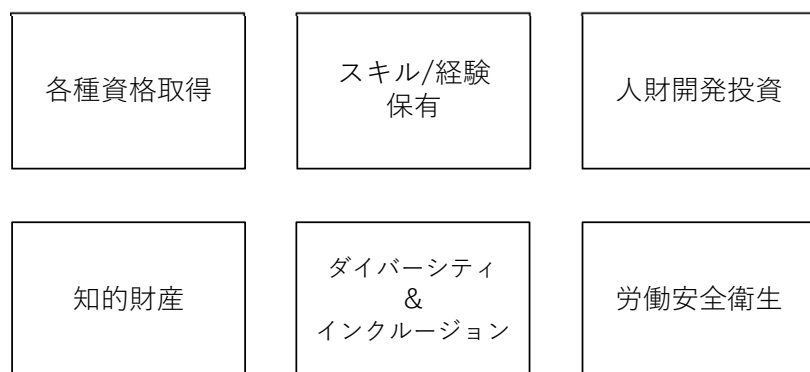 各種資格取得
スキル/経験
保有
人財開発投資
知的財産
ダイバーシティ
&
インクルージョン
労働安全衛生